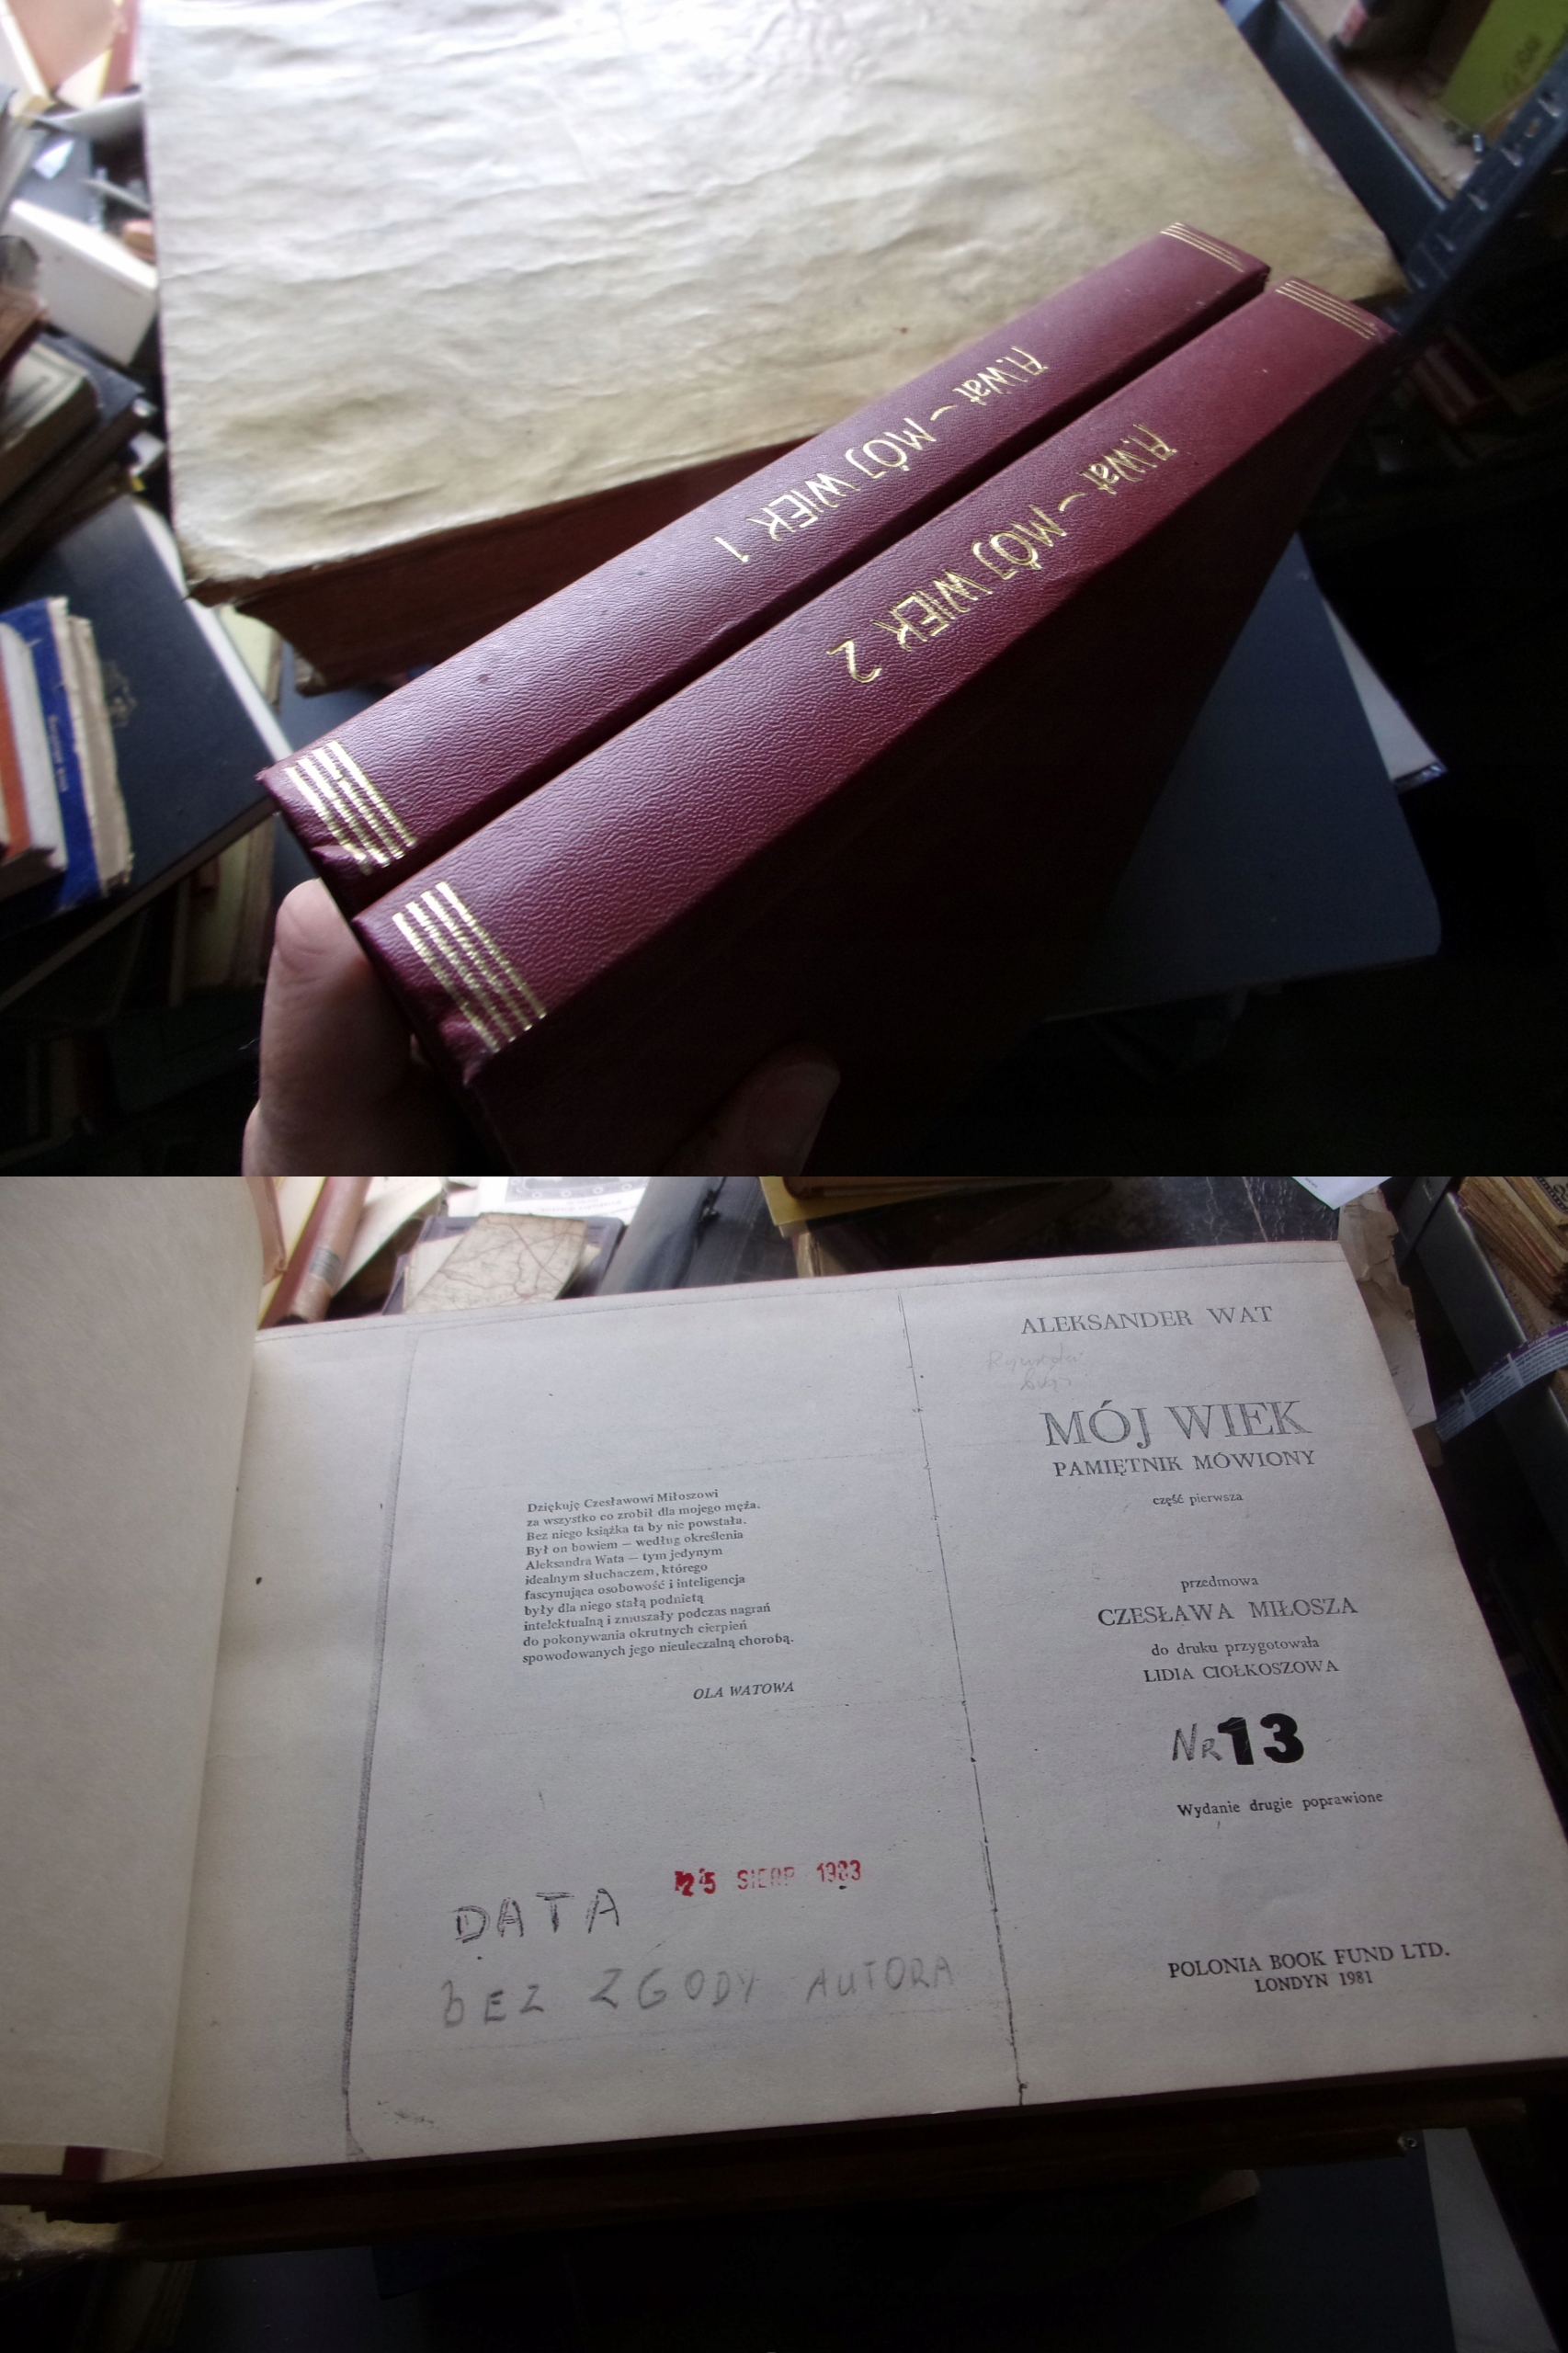 A.Wat – MÓJ WIEK 1
A.Wat – MÓJ WIEK 2
Dziękuję Czesławowi Miłoszowi
za wszystko co zrobił dla mojego męża.
Bez niego książka ta by nie powstała.
Był on bowiem — według określenia
Aleksandra Wata — tym jedynym
idealnym słuchaczem, którego
fascynująca osobowość i inteligencja
były dla niego stałą podnietą
intelektualną i zmuszały podczas nagrań
do pokonywania okrutnych cierpień
spowodowanych jego nieuleczalną chorobą.
OLA WATOWA
DATA 25 SIERP 1983
BEZ ZGODY AUTORA
ALEKSANDER WAT
MÓJ WIEK
PAMIĘTNIK MÓWIONY
część pierwsza
przedmowa
CZESŁAWA MIŁOSZA
do druku przygotowała
LIDIA CIOŁKOSZOWA
NR 13
Wydanie drugie poprawione
POLONIA BOOK FUND LTD.
LONDYN 1981